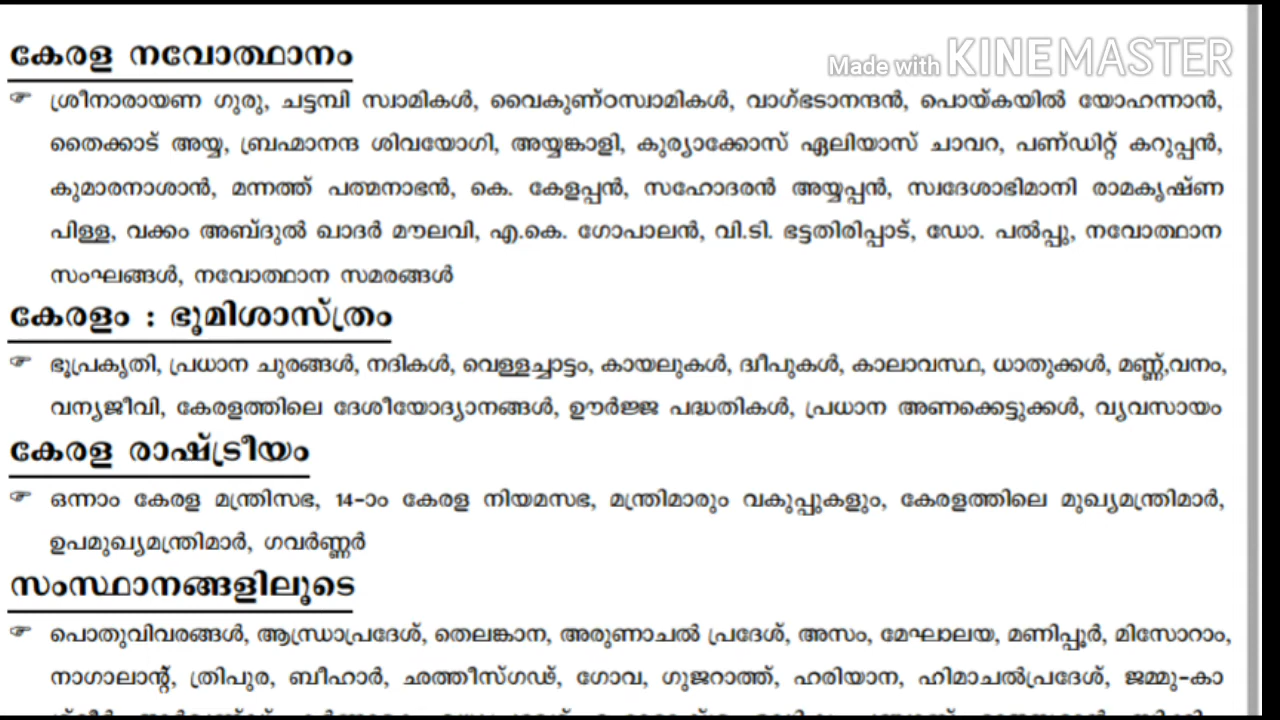 കേരള നവോത്ഥാനം
Made with KINEMASTER
☞ ശ്രീനാരായണ ഗുരു, ചട്ടമ്പി സ്വാമികൾ, വൈകുണ്ഠസ്വാമികൾ, വാഗ്ഭടാനന്ദൻ, പൊയ്കയിൽ യോഹന്നാൻ,
തൈക്കാട് അയ്യ, ബ്രഹ്മാനന്ദ ശിവയോഗി, അയ്യങ്കാളി, കുര്യാക്കോസ് ഏലിയാസ് ചാവറ, പണ്ഡിറ്റ് കറുപ്പൻ,
കുമാരനാശാൻ, മന്നത്ത് പത്മനാഭൻ, കെ. കേളപ്പൻ, സഹോദരൻ അയ്യപ്പൻ, സ്വദേശാഭിമാനി രാമകൃഷ്ണ
പിള്ള, വക്കം അബ്ദുൽ ഖാദർ മൗലവി, എ.കെ. ഗോപാലൻ, വി.ടി. ഭട്ടതിരിപ്പാട്, ഡോ. പൽപ്പു, നവോത്ഥാന
സംഘങ്ങൾ, നവോത്ഥാന സമരങ്ങൾ
കേരളം : ഭൂമിശാസ്ത്രം
☞ ഭൂപ്രകൃതി, പ്രധാന ചുരങ്ങൾ, നദികൾ, വെള്ളച്ചാട്ടം, കായലുകൾ, ദ്വീപുകൾ, കാലാവസ്ഥ, ധാതുക്കൾ, മണ്ണ്,വനം,
വന്യജീവി, കേരളത്തിലെ ദേശീയോദ്യാനങ്ങൾ, ഊർജ്ജ പദ്ധതികൾ, പ്രധാന അണക്കെട്ടുക്കൾ, വ്യവസായം
കേരള രാഷ്ട്രീയം
☞ ഒന്നാം കേരള മന്ത്രിസഭ, 14-ാം കേരള നിയമസഭ, മന്ത്രിമാരും വകുപ്പുകളും, കേരളത്തിലെ മുഖ്യമന്ത്രിമാർ,
ഉപമുഖ്യമന്ത്രിമാർ, ഗവർണ്ണർ
സംസ്ഥാനങ്ങളിലൂടെ
☞ പൊതുവിവരങ്ങൾ, ആന്ധ്രാപ്രദേശ്, തെലങ്കാന, അരുണാചൽ പ്രദേശ്, അസം, മേഘാലയ, മണിപ്പൂർ, മിസോറാം,
നാഗാലാന്റ്, ത്രിപുര, ബീഹാർ, ഛത്തീസ്ഗഢ്, ഗോവ, ഗുജറാത്ത്, ഹരിയാന, ഹിമാചൽപ്രദേശ്, ജമ്മു-കാ